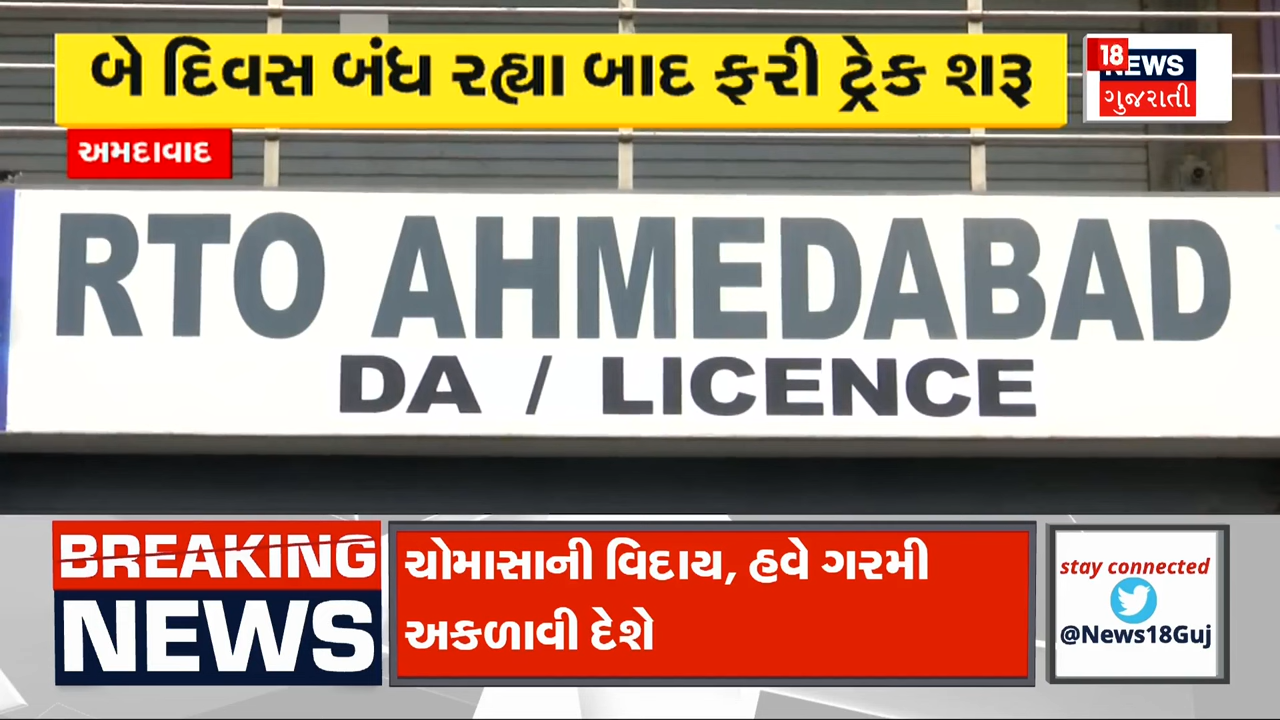 બે દિવસ બંધ રહ્યા બાદ ફરી ટ્રેક શરૂ
18
NEWS
ગુજરાતી
અમદાવાદ
RTO AHMEDABAD
DA / LICENCE
BREAKING
NEWS
ચોમાસાની વિદાય, હવે ગરમી
અકળાવી દેશે
stay connected
@News18Guj